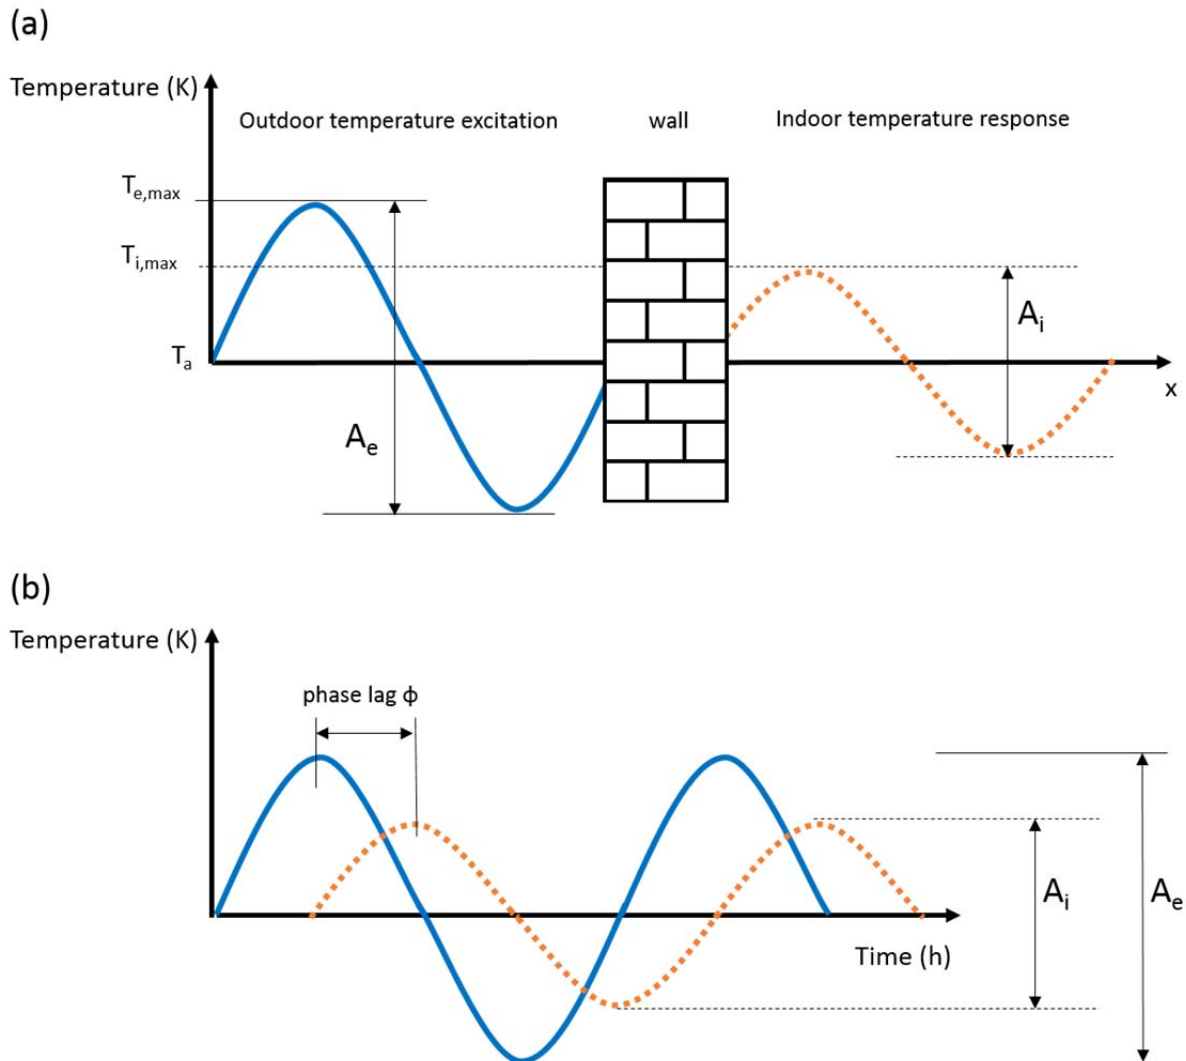 (a)
Temperature (K)
Outdoor temperature excitation
wall
Indoor temperature response
Te,max
Ti,max
Ai
Ta
x
Ae
(b)
Temperature (K)
phase lag ϕ
Ai
Ae
Time (h)